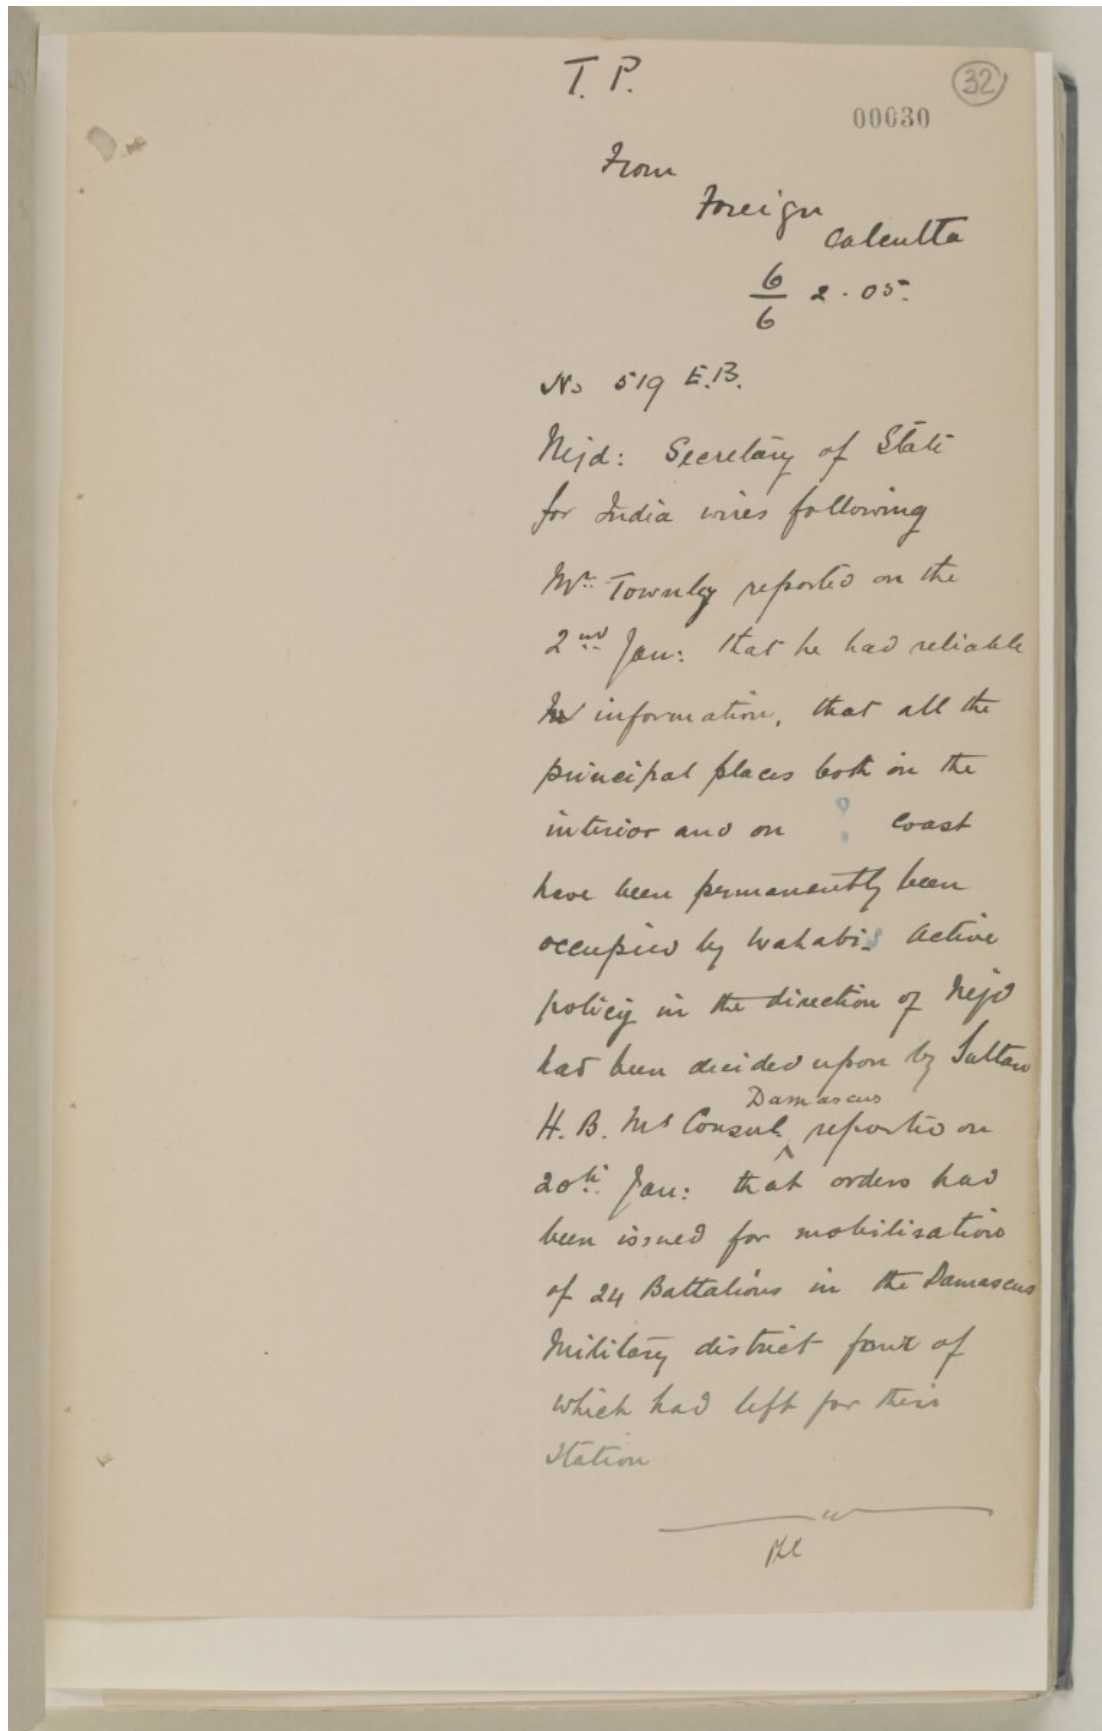 T. P.
32
00030
From
Foreign
Calcutta
6/6 2.05.
No 519 E.B.
Nejd: Secretary of State
for India wires following
Mr. Townley reported on the
2nd Jan: that he had reliable
information, that all the
principal places both in the
interior and on ? coast
have been permanently been
occupied by Wahabis Active
policy in the direction of Nejd
had been decided upon by Sultan
Damascus
H. B. Ms Consul ^ reported on
20th Jan: that orders had
been issued for mobilisation
of 24 Battalions in the Damascus
Military district four of
which had left for their
Station